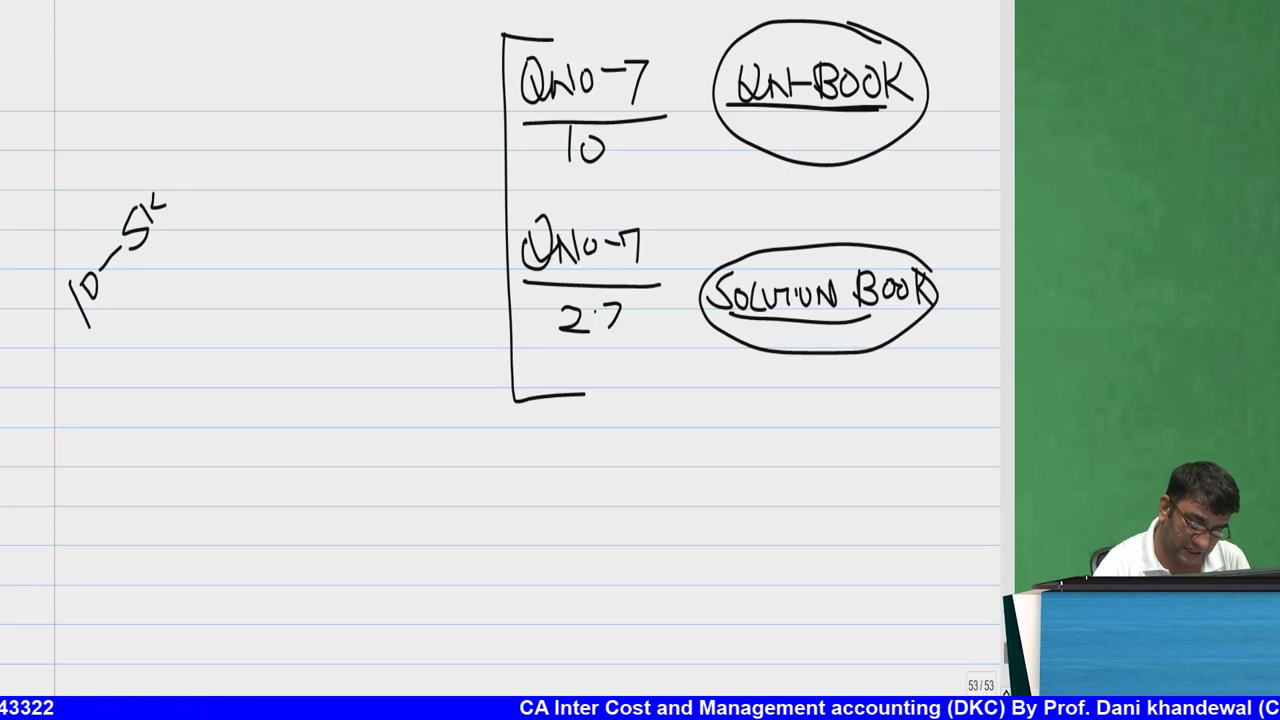 QNO-7 QN-BOOK
10
QNO-7 SOLUTION BOOK
2.7
5L
10
53/53
43322 CA Inter Cost and Management accounting (DKC) By Prof. Dani khandewal (C